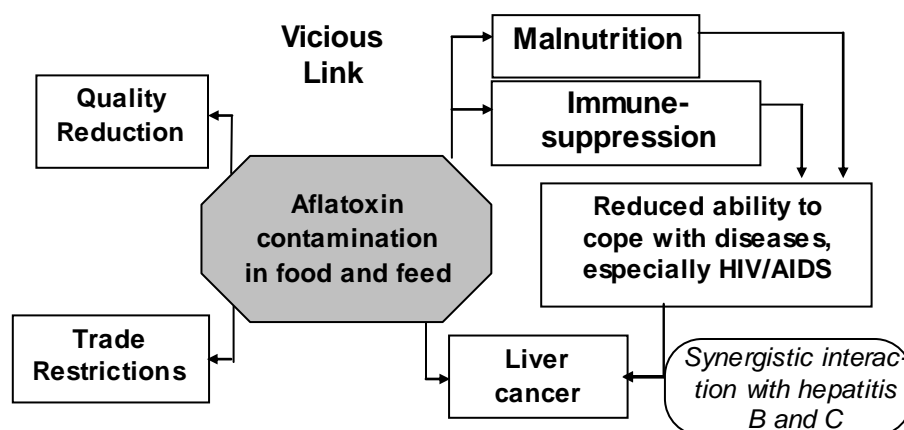 Vicious
Link
Malnutrition
Quality
Reduction
Immune-
suppression
Aflatoxin
contamination
in food and feed
Reduced ability to
cope with diseases,
especially HIV/AIDS
Trade
Restrictions
Liver
cancer
Synergistic interac-
tion with hepatitis
B and C